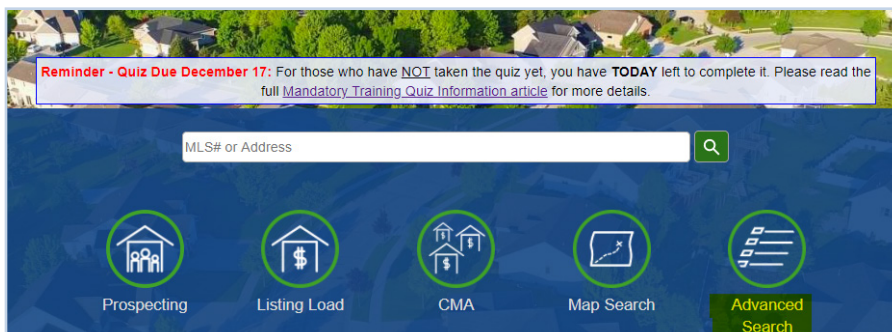 Reminder - Quiz Due December 17: For those who have NOT taken the quiz yet, you have TODAY left to complete it. Please read the
full Mandatory Training Quiz Information article for more details.
MLS# or Address
Prospecting
Listing Load
CMA
Map Search
Advanced
Search